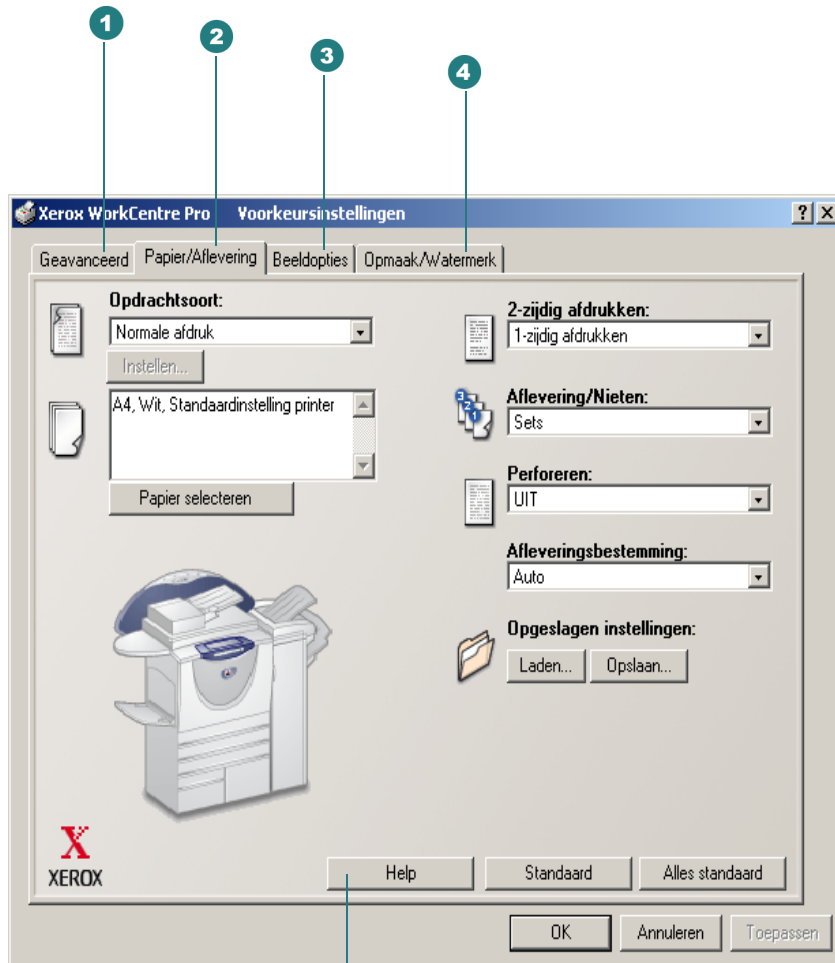 1
2
3
4
Xerox WorkCentre Pro Voorkeursinstellingen
Geavanceerd Papier/Aflevering Beeldopties Opmaak/Watermerk
Opdrachtsoort:
Normale afdruk
Instellen...
A4, Wit, Standaardinstelling printer
Papier selecteren
2-zijdig afdrukken:
1-zijdig afdrukken
Aflevering/Nieten:
Sets
Perforeren:
UIT
Afleveringsbestemming:
Auto
Opgeslagen instellingen:
Laden... Opslaan...
X
XEROX
Help Standaard Alles standaard
OK Annuleren Toepassen